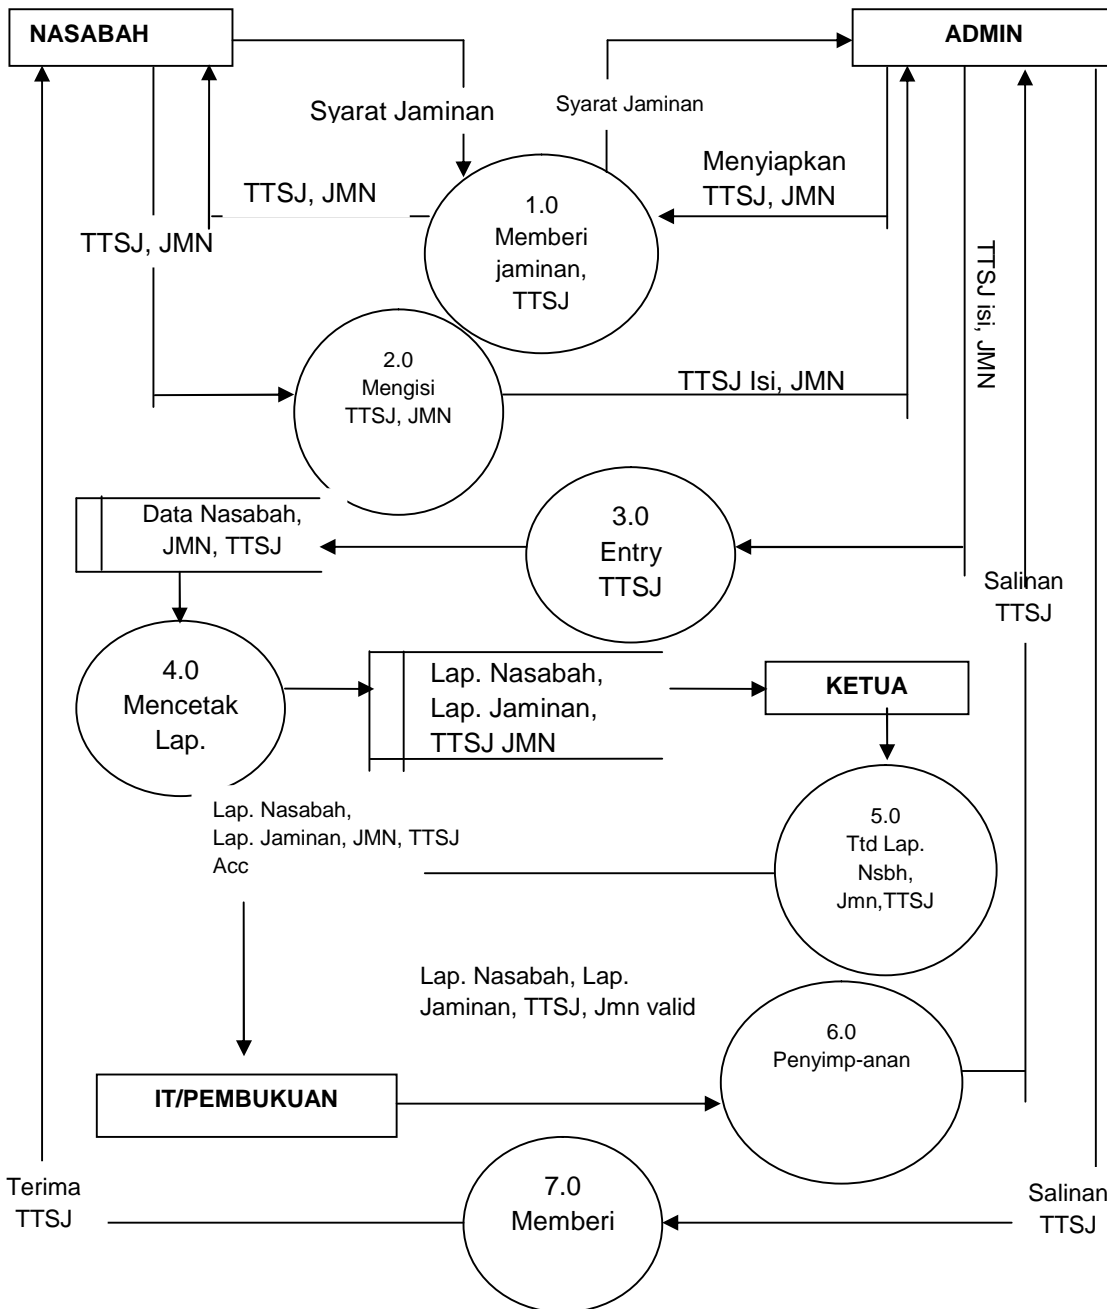 NASABAH
ADMIN
Syarat Jaminan
Syarat Jaminan
Menyiapkan
TTSJ, JMN
TTSJ, JMN
1.0
Memberi
jaminan,
TTSJ
TTSJ, JMN
TTSJ isi, JMN
2.0
Mengisi
TTSJ, JMN
TTSJ Isi, JMN
Data Nasabah,
JMN, TTSJ
3.0
Entry
TTSJ
Salinan
TTSJ
4.0
Mencetak
Lap.
Lap. Nasabah,
Lap. Jaminan,
TTSJ JMN
KETUA
Lap. Nasabah,
Lap. Jaminan, JMN, TTSJ
Acc
5.0
Ttd Lap.
Nsbh,
Jmn,TTSJ
Lap. Nasabah, Lap.
Jaminan, TTSJ, Jmn valid
6.0
Penyimp-anan
IT/PEMBUKUAN
Terima
TTSJ
7.0
Memberi
Salinan
TTSJ